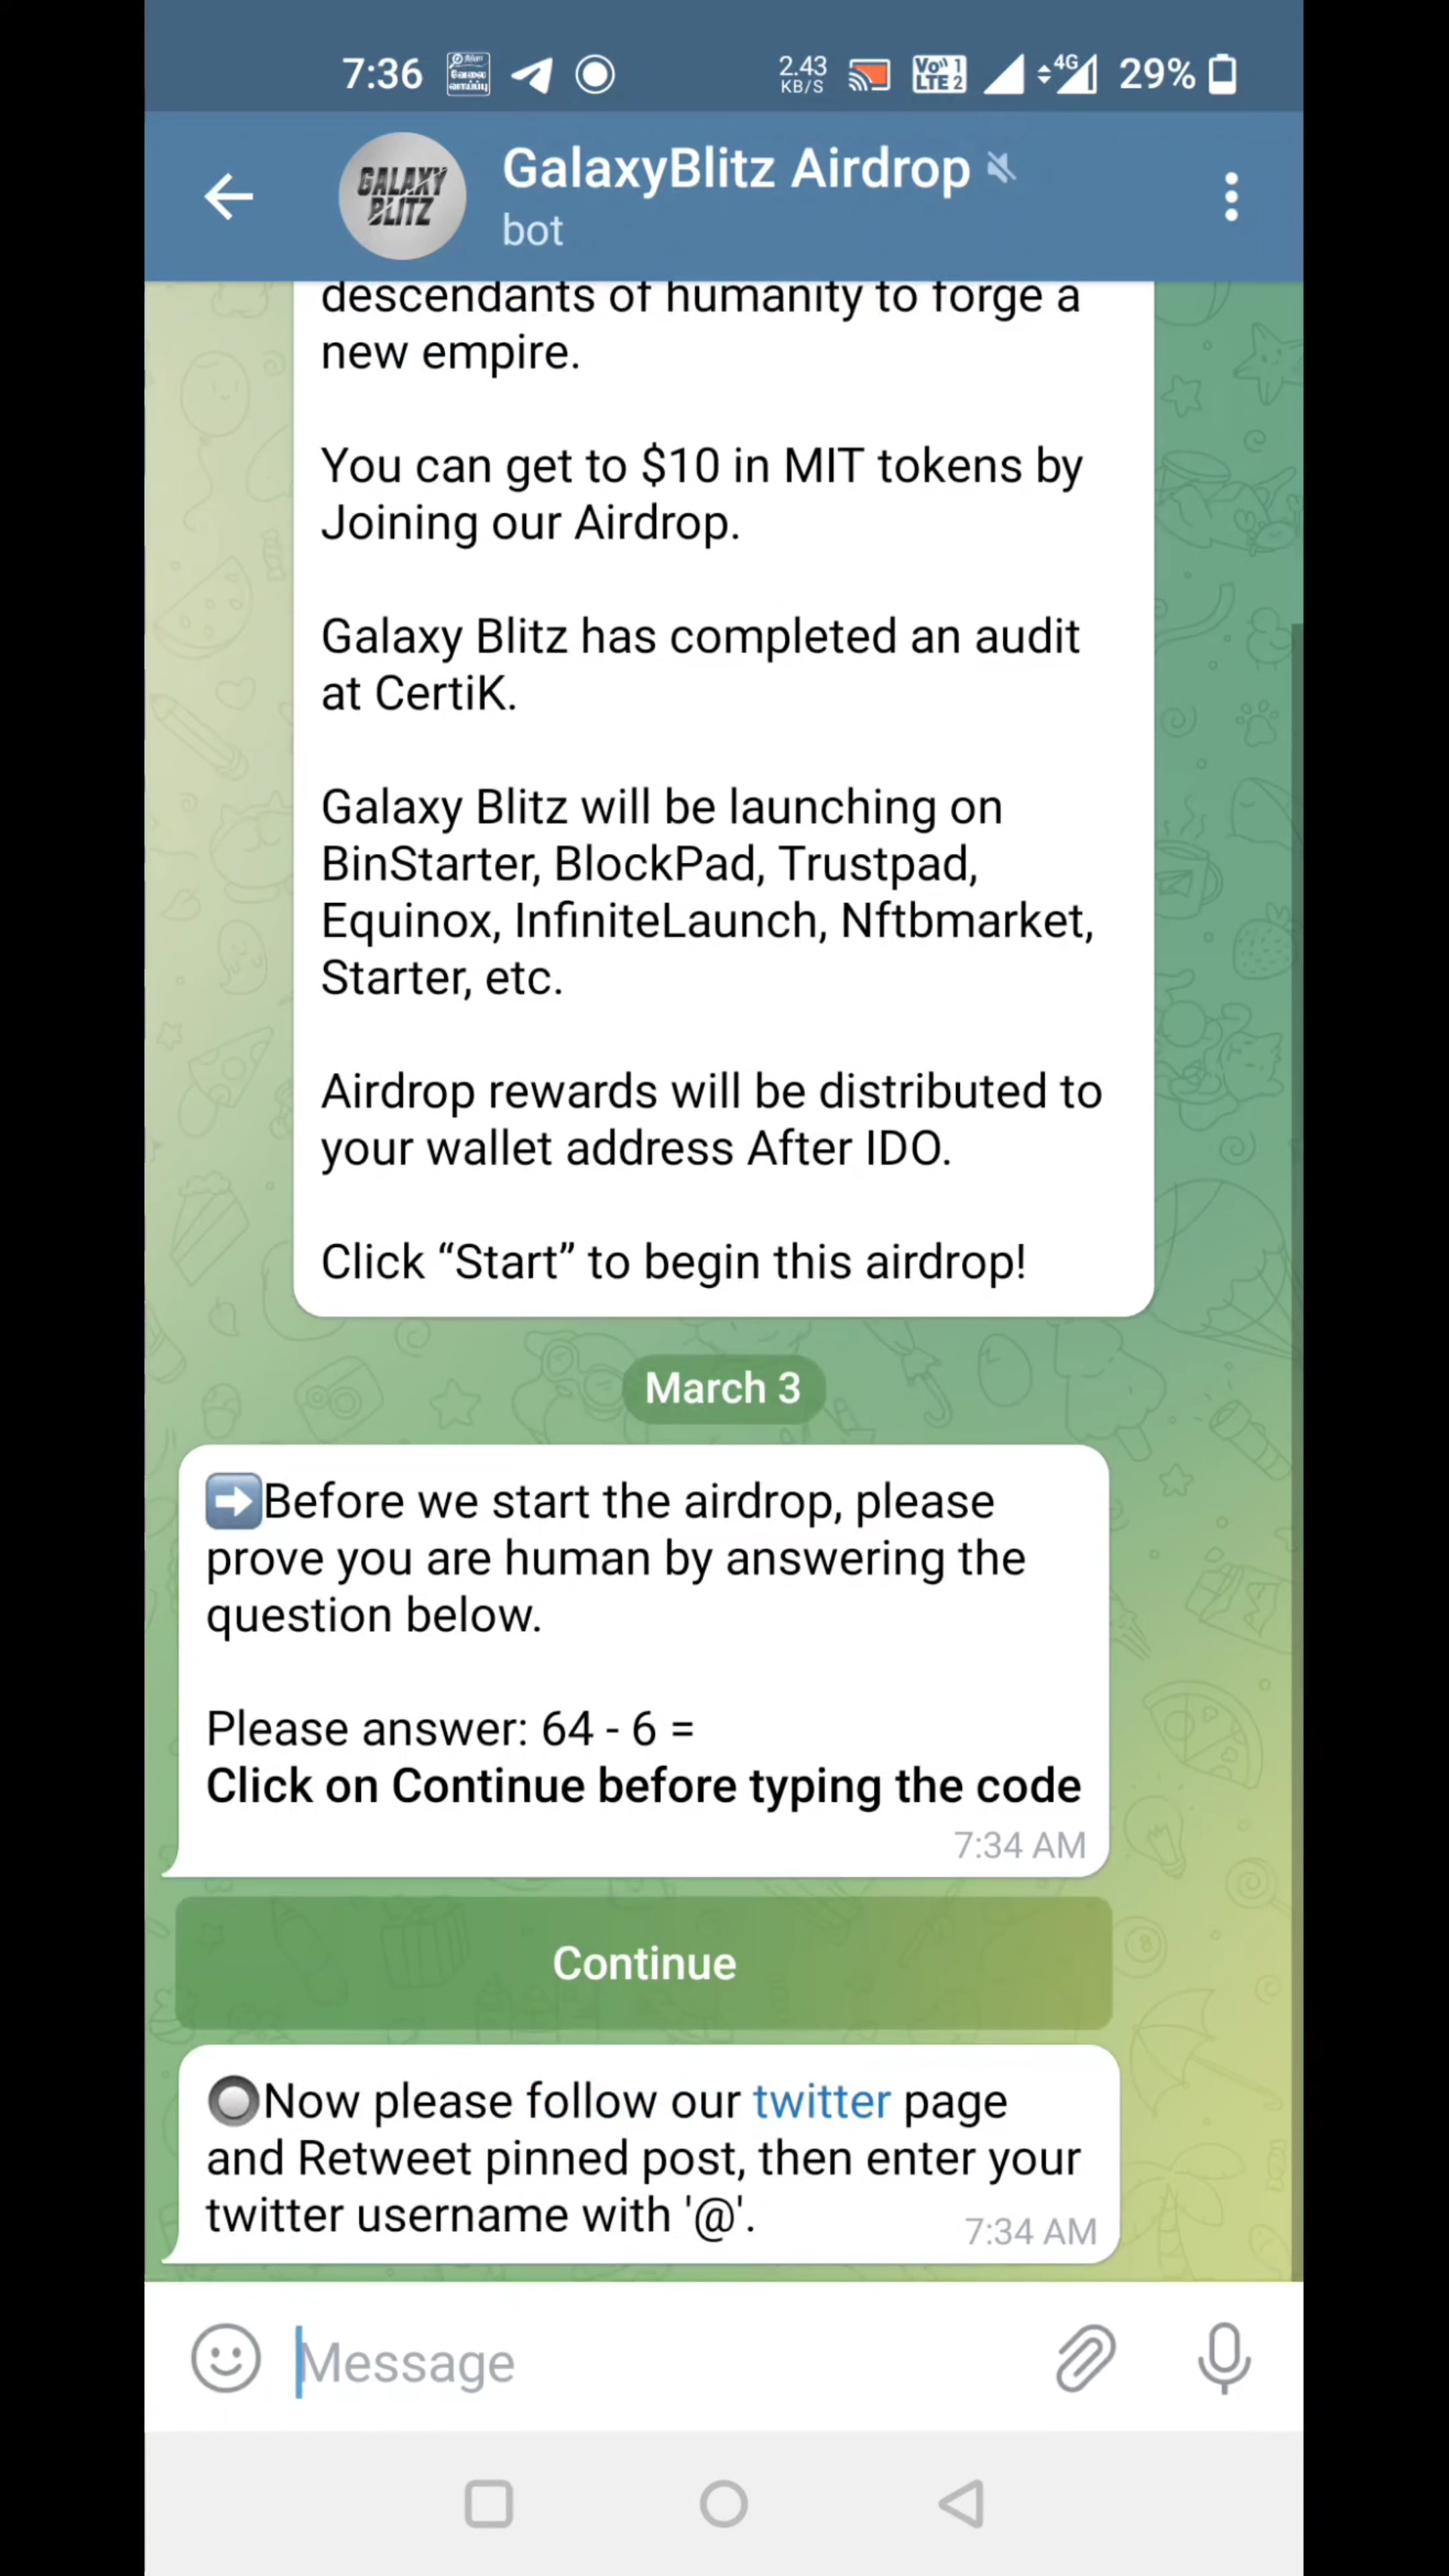 7:36
வேலை
2.43
KB/S
Vo 1
LTE 2
4G
29%
GALAXY
BLITZ
GalaxyBlitz Airdrop
bot
descendants of humanity to forge a
new empire.
You can get to $10 in MIT tokens by
Joining our Airdrop.
Galaxy Blitz has completed an audit
at CertiK.
Galaxy Blitz will be launching on
BinStarter, BlockPad, Trustpad,
Equinox, InfiniteLaunch, Nftbmarket,
Starter, etc.
Airdrop rewards will be distributed to
your wallet address After IDO.
Click “Start” to begin this airdrop!
March 3
➡️Before we start the airdrop, please
prove you are human by answering the
question below.
Please answer: 64 - 6 =
Click on Continue before typing the code
7:34 AM
Continue
🔘Now please follow our twitter page
and Retweet pinned post, then enter your
twitter username with '@'.
7:34 AM
Message